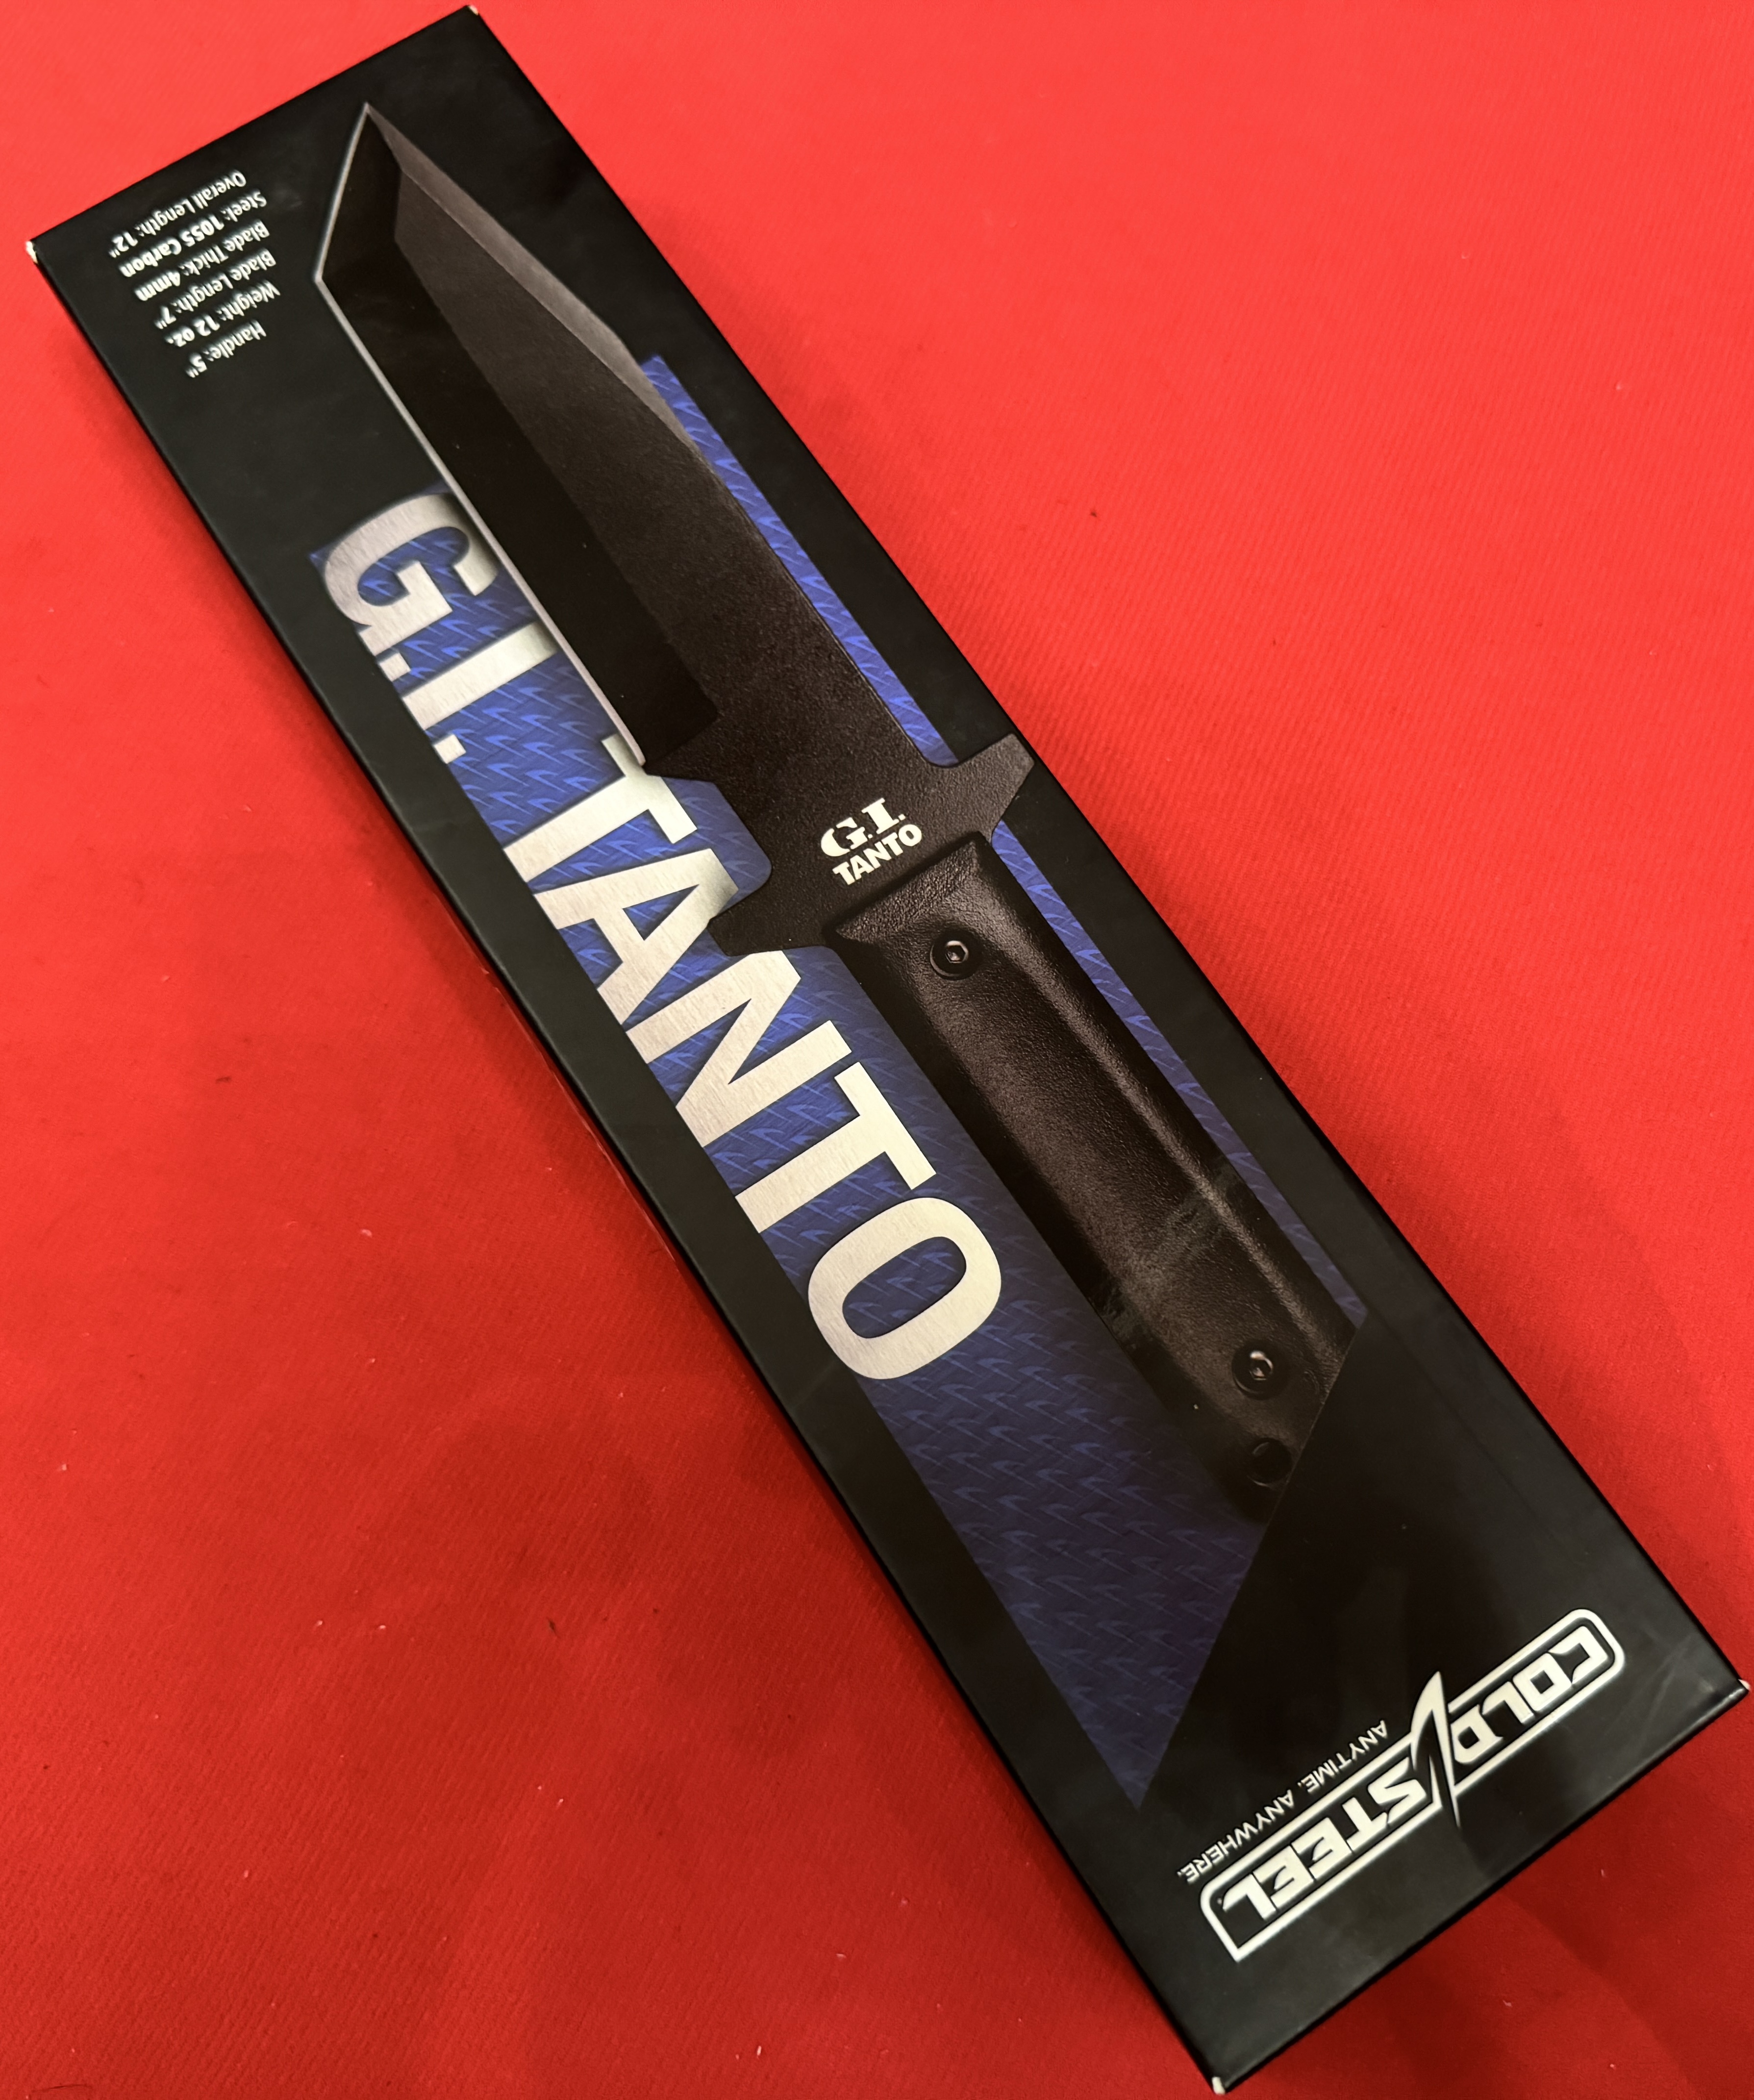 Overall Length: 12"
Steel: 1055 Carbon
Blade Thick: 4mm
Blade Length: 7"
Weight: 12 oz.
Handle: 5"
G.I. TANTO
G.I.
TANTO
COLD STEEL
ANYTIME. ANYWHERE.